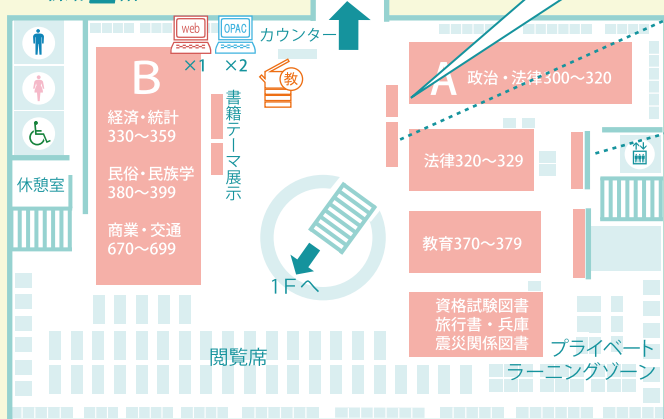 web
OPAC
×1
×2
カウンター
教
B
経済・統計
330～359
民俗・民族学
380～399
商業・交通
670～699
書籍テーマ展示
A
政治・法律300～320
法律320～329
教育370～379
資格試験図書
旅行書・兵庫
震災関係図書
休憩室
1Fへ
閲覧席
プライベート
ラーニングゾーン